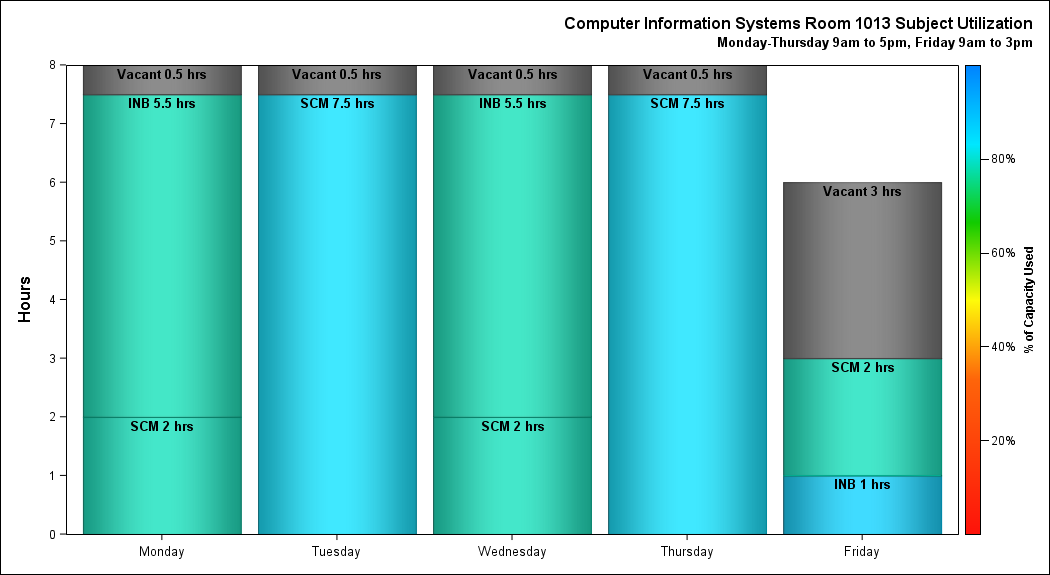 Computer Information Systems Room 1013 Subject Utilization
Monday-Thursday 9am to 5pm, Friday 9am to 3pm
Hours
8
7
6
5
4
3
2
1
0
Vacant 0.5 hrs
INB 5.5 hrs
SCM 2 hrs
Vacant 0.5 hrs
SCM 7.5 hrs
Vacant 0.5 hrs
INB 5.5 hrs
SCM 2 hrs
Vacant 0.5 hrs
SCM 7.5 hrs
Vacant 3 hrs
SCM 2 hrs
INB 1 hrs
Monday
Tuesday
Wednesday
Thursday
Friday
80%
60%
40%
20%
% of Capacity Used